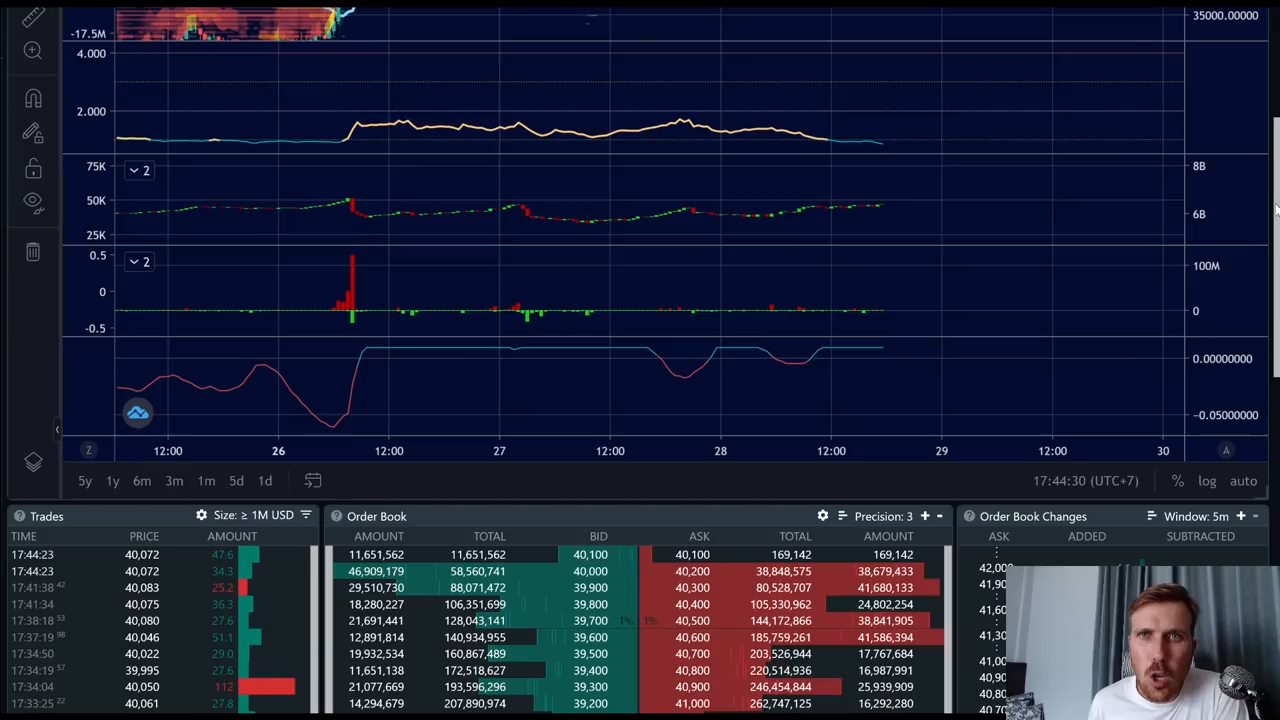 -17.5M 35000.00000
4.000
2.000
75K 2 8B
50K 6B
25K
0.5 2 100M
0 0
-0.5
0.00000000
-0.05000000
Z 12:00 26 12:00 27 12:00 28 12:00 29 12:00 30 A
5y 1y 6m 3m 1m 5d 1d 17:44:30 (UTC+7) % log auto
? Trades Size: ≥ 1M USD ? Order Book Precision: 3 + - ? Order Book Changes Window: 5m + -
TIME PRICE AMOUNT AMOUNT TOTAL BID ASK TOTAL AMOUNT ASK ADDED SUBTRACTED
17:44:23 40,072 47.6 11,651,562 11,651,562 40,100 40,100 169,142 169,142
17:44:23 40,072 34.3 46,909,179 58,560,741 40,000 40,200 38,848,575 38,679,433 42,000
17:41:38 42 40,083 25.2 29,510,730 88,071,472 39,900 40,300 80,528,707 41,680,133
17:41:34 40,075 36.3 18,280,227 106,351,699 39,800 40,400 105,330,962 24,802,254
17:38:18 53 40,080 27.6 21,691,441 128,043,141 39,700 1% 1% 40,500 144,172,866 38,841,905
17:37:19 98 40,046 51.1 12,891,814 140,934,955 39,600 40,600 185,759,261 41,586,394
17:34:50 40,022 29.0 19,932,534 160,867,489 39,500 40,700 203,526,944 17,767,684
17:34:19 57 39,995 27.6 11,651,138 172,518,627 39,400 40,800 220,514,936 16,987,991
17:34:04 40,050 112 21,077,669 193,596,296 39,300 40,900 246,454,844 25,939,909
17:33:25 22 40,061 27.8 14,294,679 207,890,974 39,200 41,000 262,747,125 16,292,280